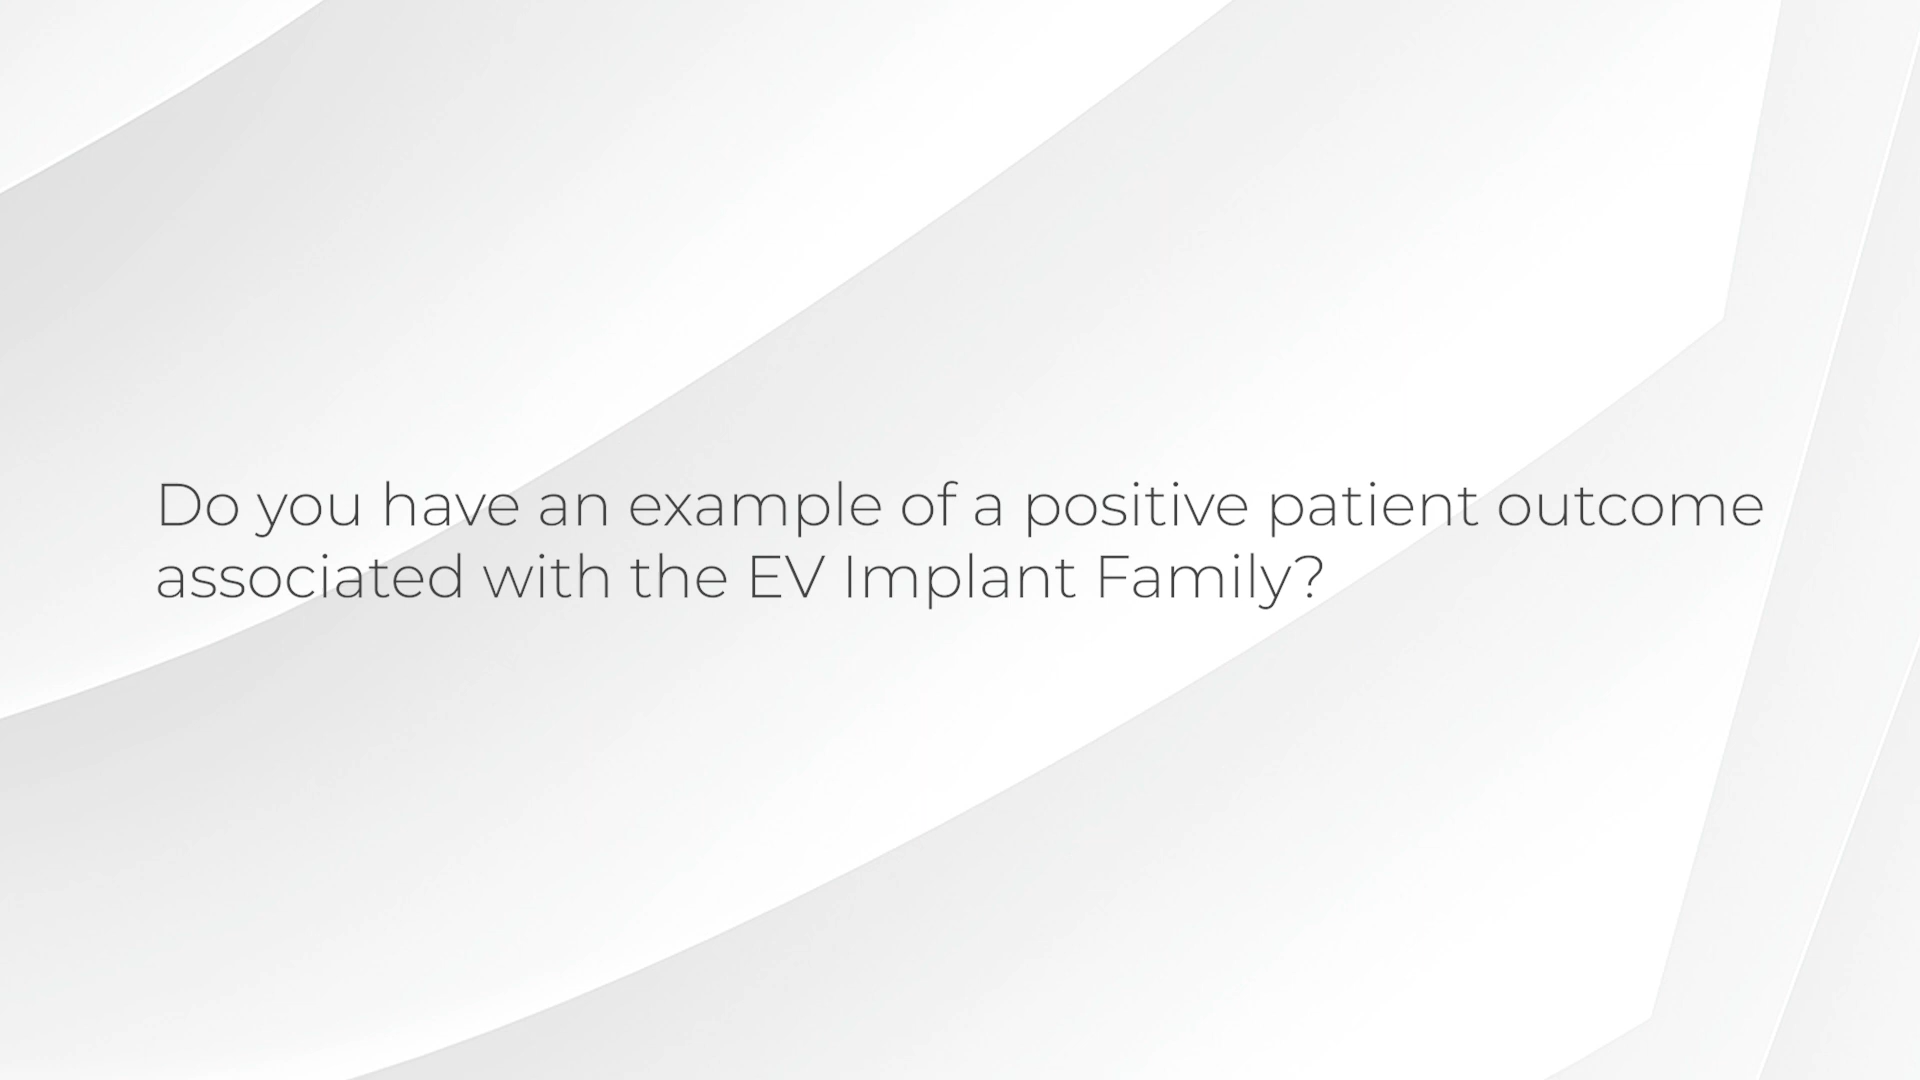 Do you have an example of a positive patient outcome
associated with the EV Implant Family?